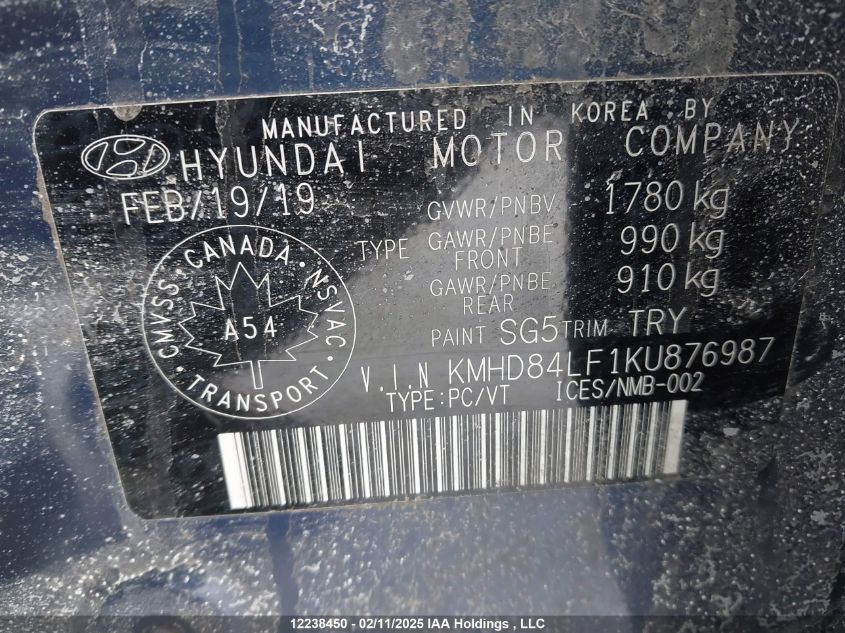 MANUFACTURED IN KOREA BY
HYUNDAI MOTOR COMPANY
FEB/19/19
GVWR/PNBV 1780 kg
TYPE GAWR/PNBE FRONT 990 kg
GAWR/PNBE REAR 910 kg
PAINT SG5 TRIM TRY
CMVSS · CANADA · NSVAC · TRANSPORT ·
A54
V.I.N KMHD84LF1KU876987
TYPE:PC/VT ICES/NMB-002
12238450 - 02/11/2025 IAA Holdings , LLC